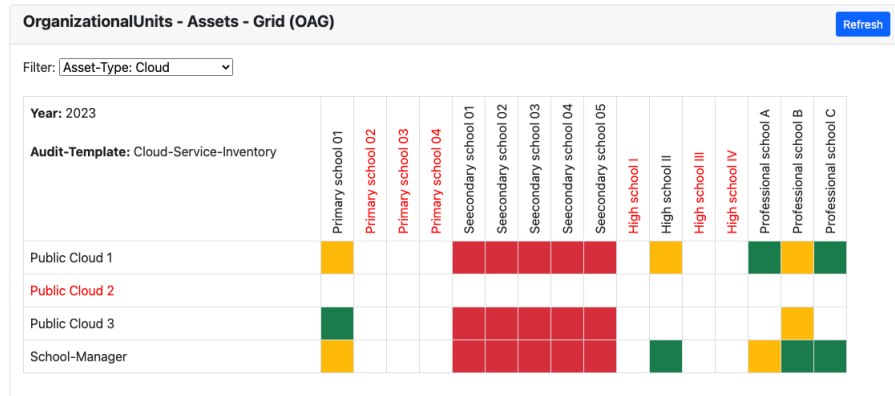 OrganizationalUnits - Assets - Grid (OAG)
Refresh
Filter: Asset-Type: Cloud
Year: 2023
Audit-Template: Cloud-Service-Inventory
Primary school 01
Primary school 02
Primary school 03
Primary school 04
Seecondary school 01
Seecondary school 02
Seecondary school 03
Seecondary school 04
Seecondary school 05
High school I
High school II
High school III
High school IV
Professional school A
Professional school B
Professional school C
Public Cloud 1
Public Cloud 2
Public Cloud 3
School-Manager